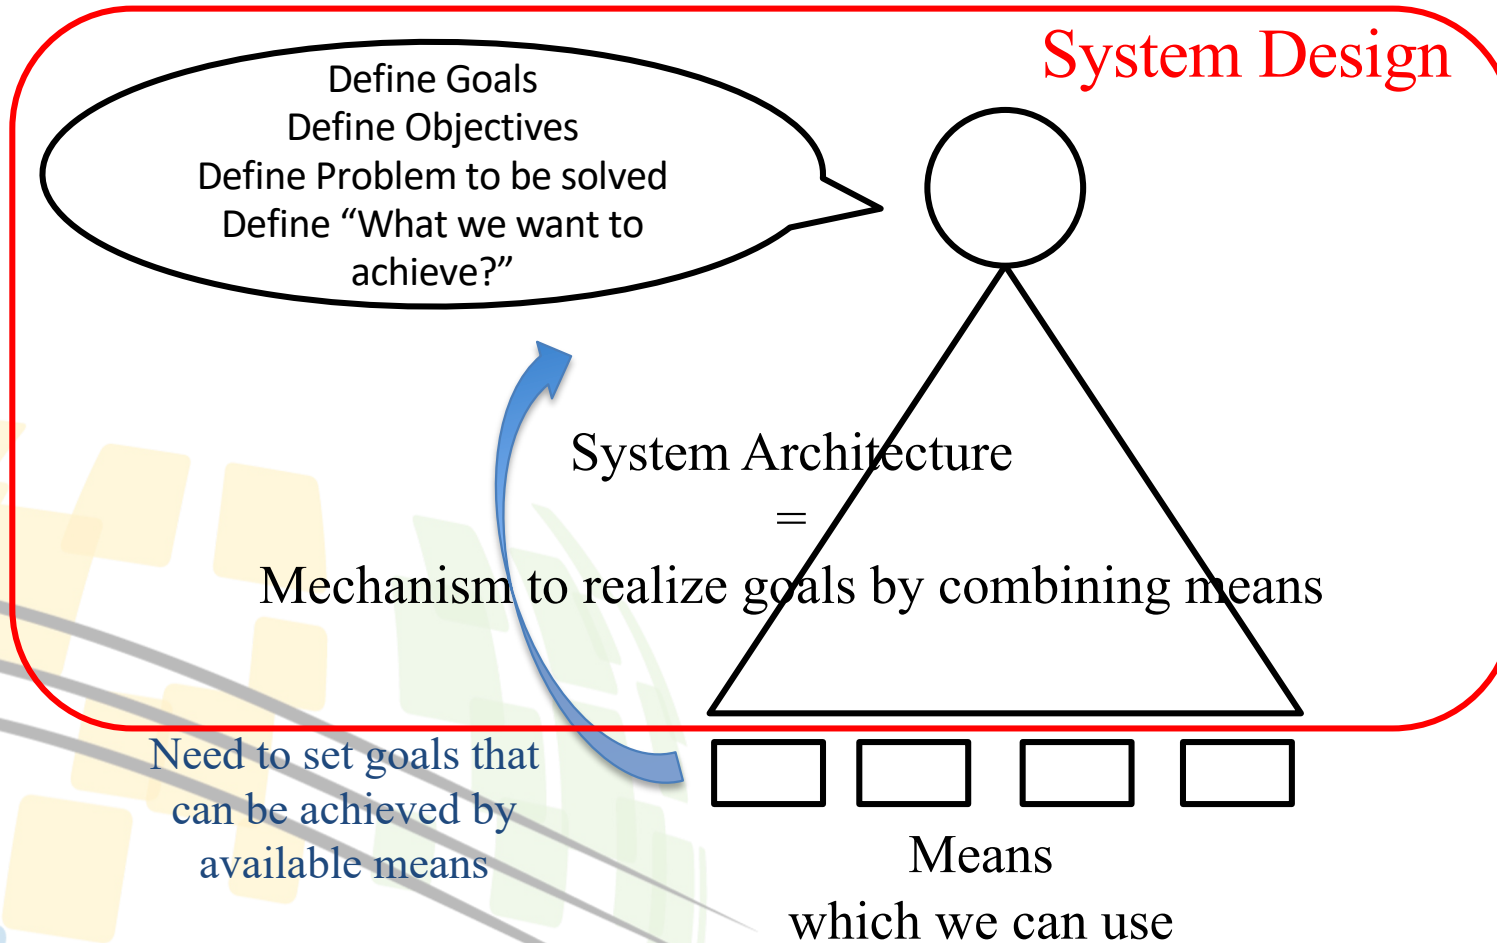 System Design
Define Goals
Define Objectives
Define Problem to be solved
Define “What we want to
achieve?”
System Architecture
=
Mechanism to realize goals by combining means
Need to set goals that
can be achieved by
available means
Means
which we can use